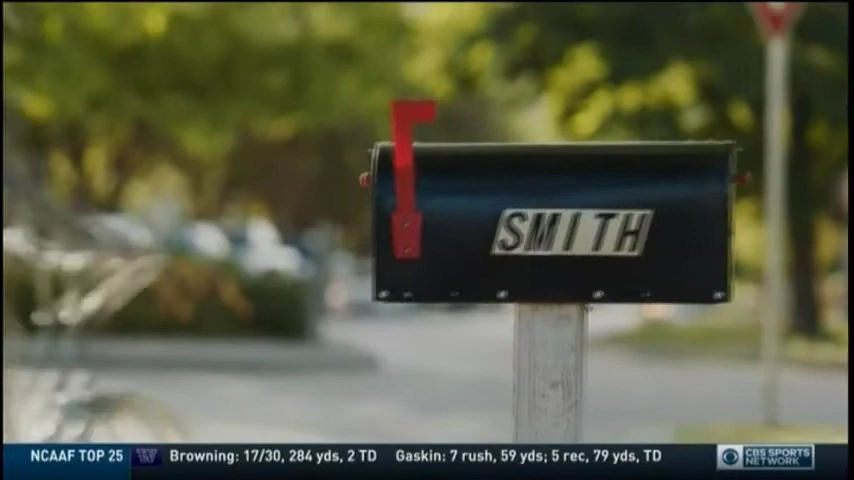 SMITH
NCAAF TOP 25 W Browning: 17/30, 284 yds, 2 TD Gaskin: 7 rush, 59 yds; 5 rec, 79 yds, TD CBS SPORTS
NETWORK